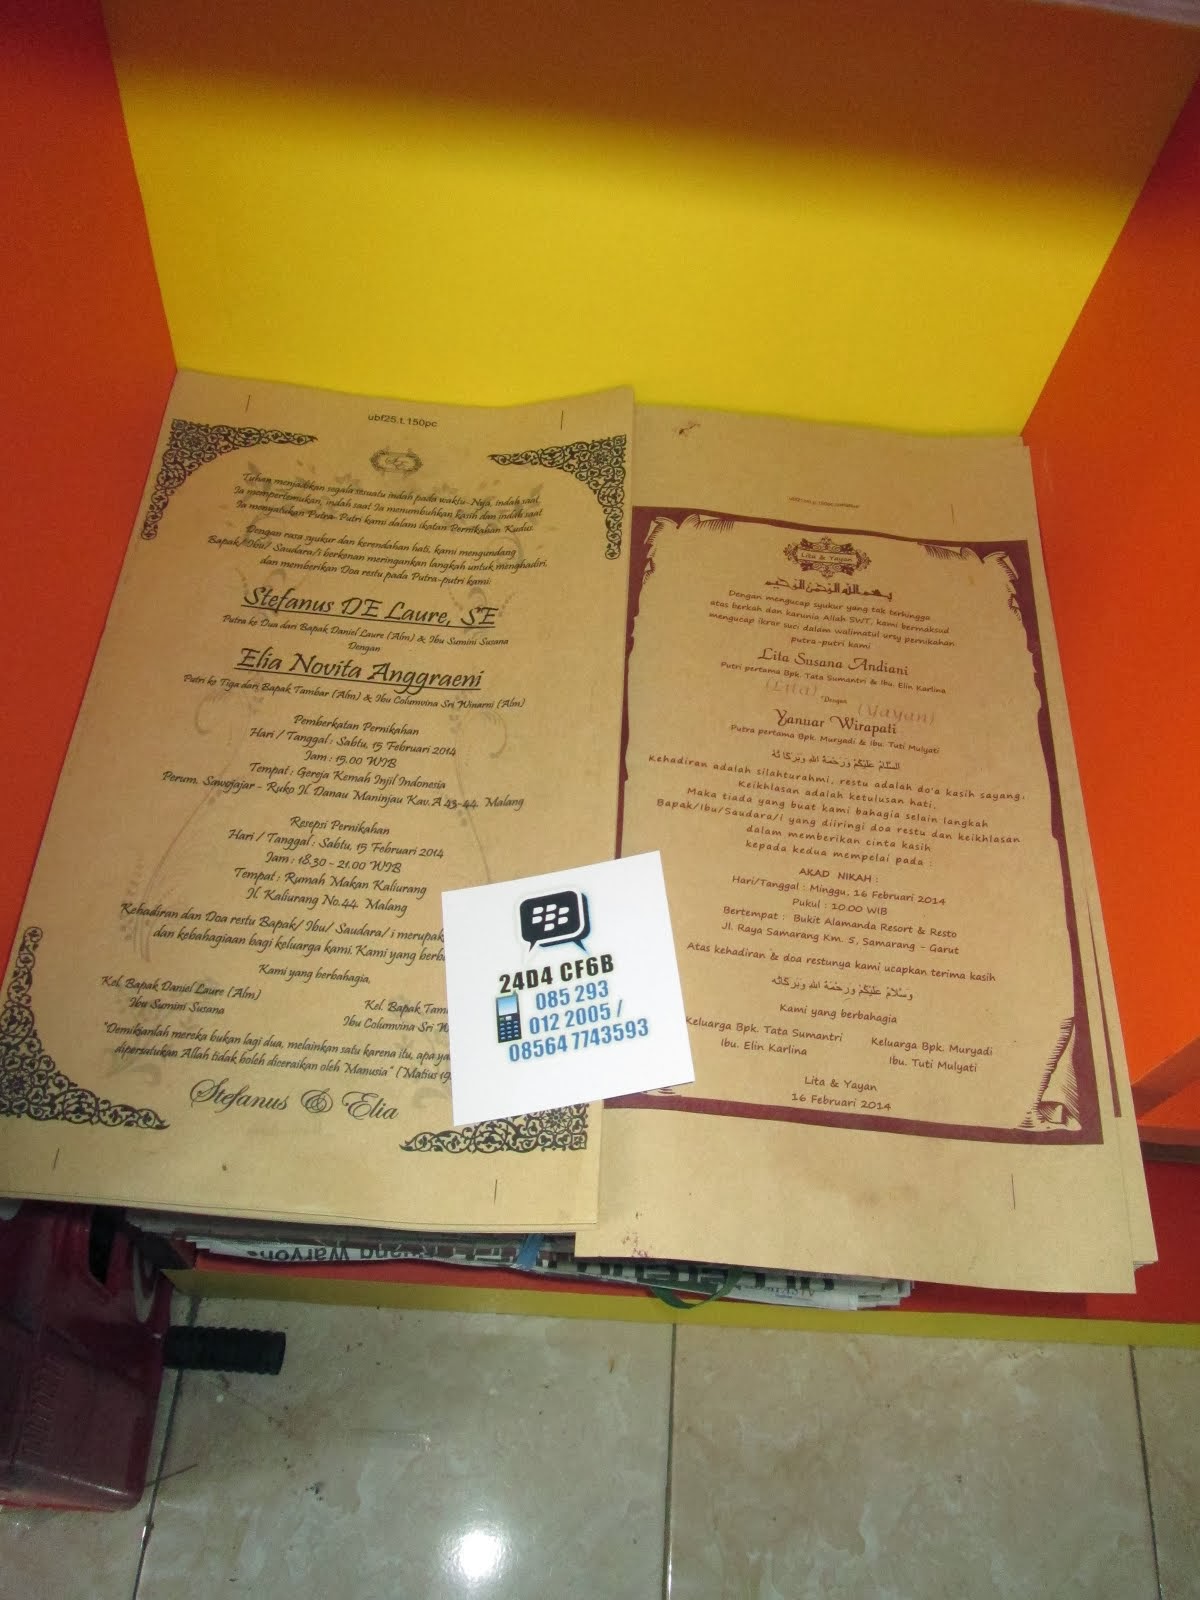 ubf25.t.150pc
Tuhan menjadikan segala sesuatu indah pada waktu-Nya, indah saat
Ia mempertemukan, indah saat Ia menumbuhkan kasih dan indah saat
Ia menyatukan Putra-Putri kami dalam ikatan Pernikahan Kudus.
Dengan rasa syukur dan kerendahan hati, kami mengundang
Bapak/Ibu/ Saudara/i berkenan meringankan langkah untuk menghadiri.
dan memberikan Doa restu pada Putra-putri kami:
Stefanus DE Laure, SE
Putra ke Dua dari Bapak Daniel Laure (Alm) & Ibu Sumini Susana
Dengan
Elia Novita Anggraeni
Putri ke Tiga dari Bapak Tambar (Alm) & Ibu Columvina Sri Winarni (Alm)
Pemberkatan Pernikahan
Hari / Tanggal : Sabtu, 15 Februari 2014
Jam : 15.00 WIB
Tempat : Gereja Kemah Injil Indonesia
Perum. Sawojajar - Ruko Jl. Danau Maninjau Kav.A 43-44. Malang
Resepsi Pernikahan
Hari / Tanggal : Sabtu, 15 Februari 2014
Jam : 18.30 - 21.00 WIB
Tempat : Rumah Makan Kaliurang
Jl. Kaliurang No.44. Malang
Kehadiran dan Doa restu Bapak/ Ibu/ Saudara/ i merupak
dan kebahagiaan bagi keluarga kami. Kami yang berb
Kami yang berbahagia,
Kel. Bapak Daniel Laure (Alm)
Ibu Sumini Susana
Kel. Bapak Tam
Ibu Columvina Sri W
"Demikianlah mereka bukan lagi dua, melainkan satu karena itu, apa ya
dipersatukan Allah tidak boleh diceraikan oleh Manusia" (Matius 19
Stefanus & Elia
24D4 CF6B
085 293
012 2005 /
08564 7743593
Lita & Yayan
بسم الله الرحمن الرحيم
Dengan mengucap syukur yang tak terhingga
atas berkah dan karunia Allah SWT, kami bermaksud
mengucap ikrar suci dalam walimatul ursy pernikahan
putra-putri kami
Lita Susana Andiani
Putri pertama Bpk. Tata Sumantri & Ibu. Elin Karlina
(Lita)
Dengan
(Yayan)
Yanuar Wirapati
Putra pertama Bpk. Muryadi & Ibu. Tuti Mulyati
السلام عليكم ورحمة الله وبركاته
Kehadiran adalah silahturahmi, restu adalah do'a kasih sayang.
Keikhlasan adalah ketulusan hati.
Maka tiada yang buat kami bahagia selain langkah
Bapak/Ibu/Saudara/i yang diiringi doa restu dan keikhlasan
dalam memberikan cinta kasih
kepada kedua mempelai pada :
AKAD NIKAH :
Hari/Tanggal : Minggu, 16 Februari 2014
Pukul : 10.00 WIB
Bertempat : Bukit Alamanda Resort & Resto
Jl. Raya Samarang Km. 5, Samarang - Garut
Atas kehadiran & doa restunya kami ucapkan terima kasih
وسلام عليكم ورحمة الله وبركاته
Kami yang berbahagia
Keluarga Bpk. Tata Sumantri
Ibu. Elin Karlina
Keluarga Bpk. Muryadi
Ibu. Tuti Mulyati
Lita & Yayan
16 Februari 2014